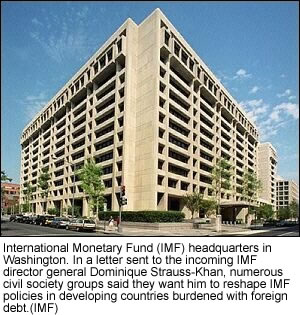 International Monetary Fund (IMF) headquarters in
Washington. In a letter sent to the incoming IMF
director general Dominique Strauss-Khan, numerous
civil society groups said they want him to reshape IMF
policies in developing countries burdened with foreign
debt.(IMF)